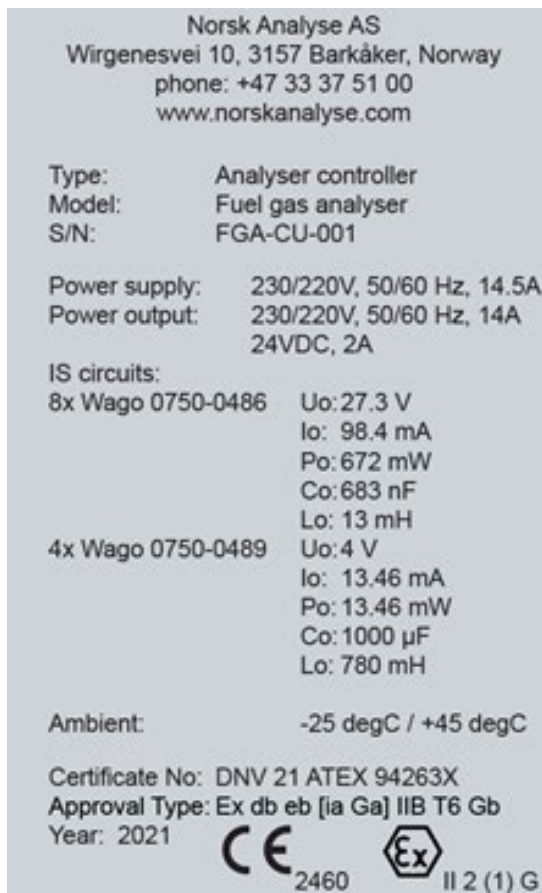 Norsk Analyse AS
Wirgenesvei 10, 3157 Barkåker, Norway
phone: +47 33 37 51 00
www.norskanalyse.com
Type: Analyser controller
Model: Fuel gas analyser
S/N: FGA-CU-001
Power supply: 230/220V, 50/60 Hz, 14.5A
Power output: 230/220V, 50/60 Hz, 14A
24VDC, 2A
IS circuits:
8x Wago 0750-0486 Uo: 27.3 V
Io: 98.4 mA
Po: 672 mW
Co: 683 nF
Lo: 13 mH
4x Wago 0750-0489 Uo: 4 V
Io: 13.46 mA
Po: 13.46 mW
Co: 1000 µF
Lo: 780 mH
Ambient: -25 degC / +45 degC
Certificate No: DNV 21 ATEX 94263X
Approval Type: Ex db eb [ia Ga] IIB T6 Gb
Year: 2021 CE 2460 Ex II 2 (1) G